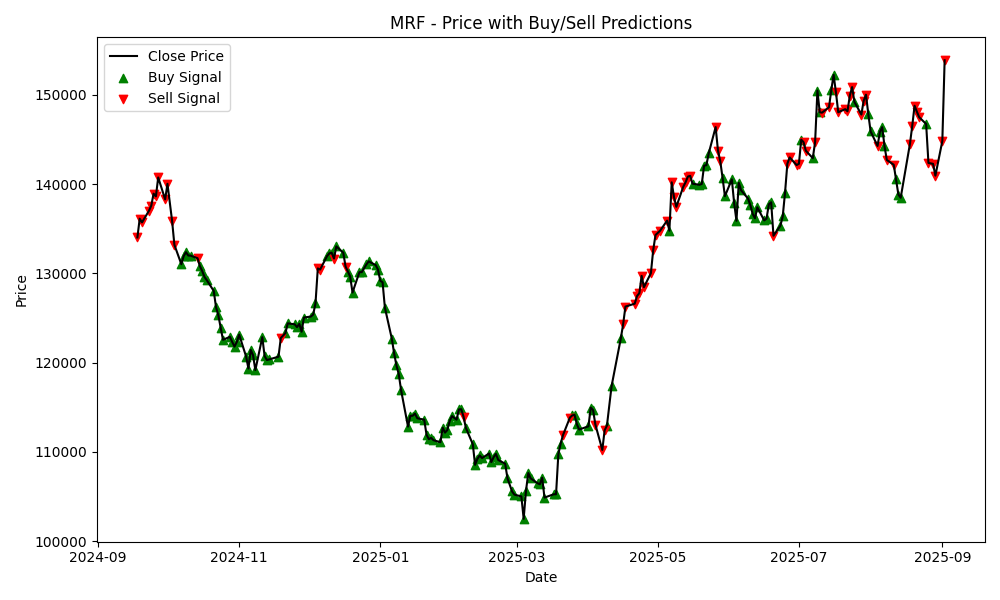 MRF - Price with Buy/Sell Predictions
Close Price
Buy Signal
Sell Signal
Price
150000
140000
130000
120000
110000
100000
2024-09
2024-11
2025-01
2025-03
2025-05
2025-07
2025-09
Date